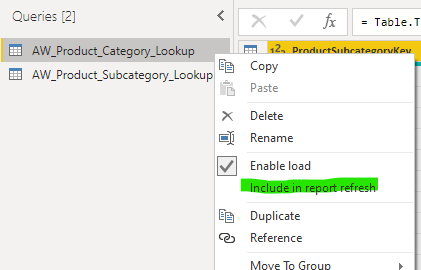 Queries [2]
= Table.T
AW_Product_Category_Lookup
AW_Product_Subcategory_Lookup
ProductSubcategoryKey
Copy
Paste
Delete
Rename
Enable load
Include in report refresh
Duplicate
Reference
Move To Group